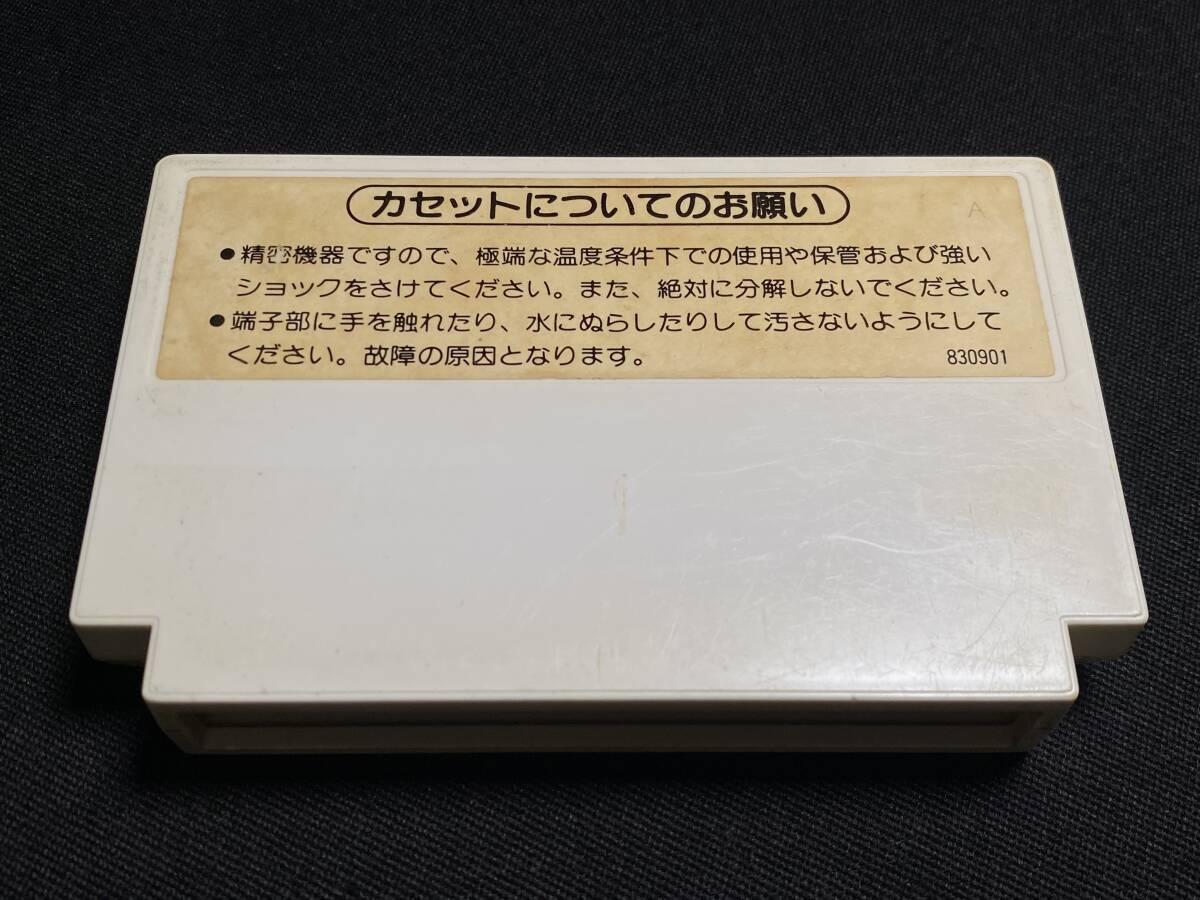 カセットについてのお願い
A
●精密機器ですので、極端な温度条件下での使用や保管および強い
ショックをさけてください。また、絶対に分解しないでください。
●端子部に手を触れたり、水にぬらしたりして汚さないようにして
ください。故障の原因となります。 830901